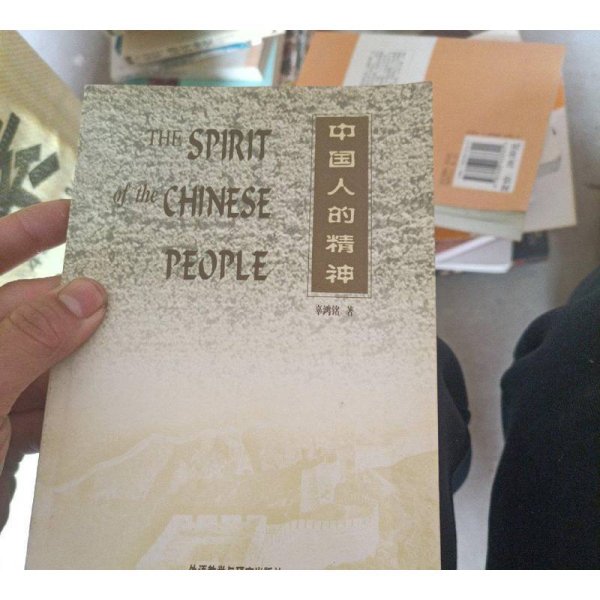 THE SPIRIT
of the CHINESE
PEOPLE
中国人的精神
辜鸿铭 著